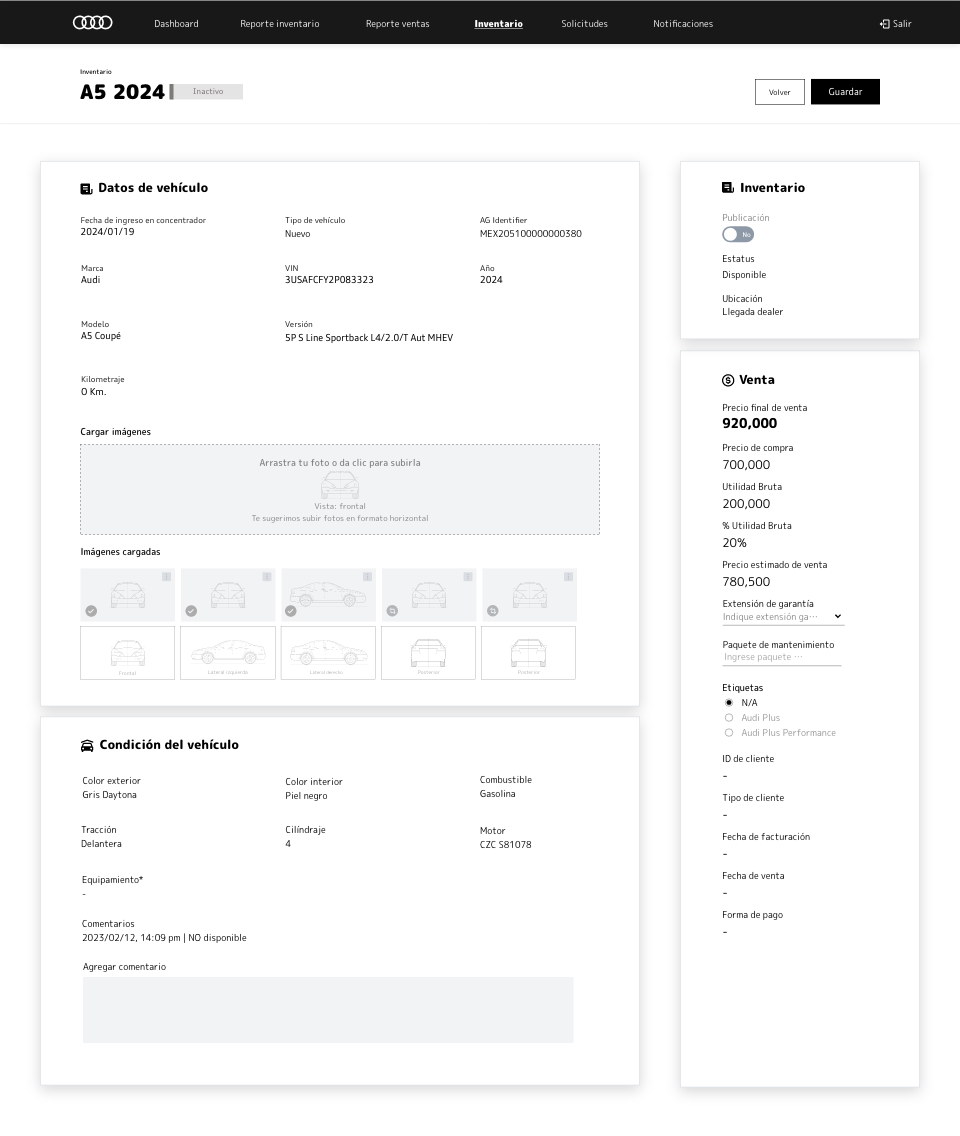 Dashboard
Reporte inventario
Reporte ventas
Inventario
Solicitudes
Notificaciones
Salir
Inventario
A5 2024
Inactivo
Volver
Guardar
Datos de vehículo
Fecha de ingreso en concentrador
2024/01/19
Tipo de vehículo
Nuevo
AG Identifier
MEX205100000000380
Marca
Audi
VIN
3USAFCFY2P083323
Año
2024
Modelo
A5 Coupé
Versión
5P S Line Sportback L4/2.0/T Aut MHEV
Kilometraje
0 Km.
Cargar imágenes
Arrastra tu foto o da clic para subirla
Vista: frontal
Te sugerimos subir fotos en formato horizontal
Imágenes cargadas
Frontal
Lateral izquierdo
Lateral derecho
Posterior
Posterior
Condición del vehículo
Color exterior
Gris Daytona
Color interior
Piel negro
Combustible
Gasolina
Tracción
Delantera
Cilíndraje
4
Motor
CZC S81078
Equipamiento*
-
Comentarios
2023/02/12, 14:09 pm | NO disponible
Agregar comentario
Inventario
Publicación
No
Estatus
Disponible
Ubicación
Llegada dealer
Venta
Precio final de venta
920,000
Precio de compra
700,000
Utilidad Bruta
200,000
% Utilidad Bruta
20%
Precio estimado de venta
780,500
Extensión de garantía
Indique extensión ga···
Paquete de mantenimiento
Ingrese paquete ···
Etiquetas
N/A
Audi Plus
Audi Plus Performance
ID de cliente
-
Tipo de cliente
-
Fecha de facturación
-
Fecha de venta
-
Forma de pago
-